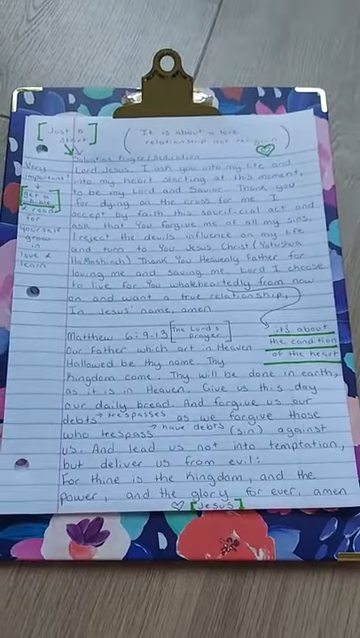 [Just a Start]
(It is about a love relationship not religion)
Salvation Prayer/Dedication
Very important
Get a bible
& read
for
yourself
grow
in
love &
learn
Lord Jesus, I ask you into my life and
into my heart starting at this moment,
to be my Lord and Savior. Thank you
for dying on the cross for me. I
accept by faith this sacrificial act and
ask that You forgive me of all my sins.
I reject the devils influence on my life
and turn to You Jesus Christ (Yahushua
HaMashiach) Thank You Heavenly Father for
loving me and saving me. Lord I choose
to live for You wholeheartedly from now
on and want a true relationship,
In Jesus' name, amen
it's about
the condition
of the heart
Matthew 6:9-13 [The Lord's Prayer]
Our Father which art in Heaven
Hallowed be thy name. Thy
Kingdom come. Thy will be done in earth,
as it is in Heaven. Give us this day
our daily bread. And forgive us our
debts → trespasses as we forgive those
who trespass → have debts (sin) against
us. And lead us not into temptation,
but deliver us from evil:
For thine is the Kingdom, and the
power, and the glory for ever. amen
♡ [Jesus]